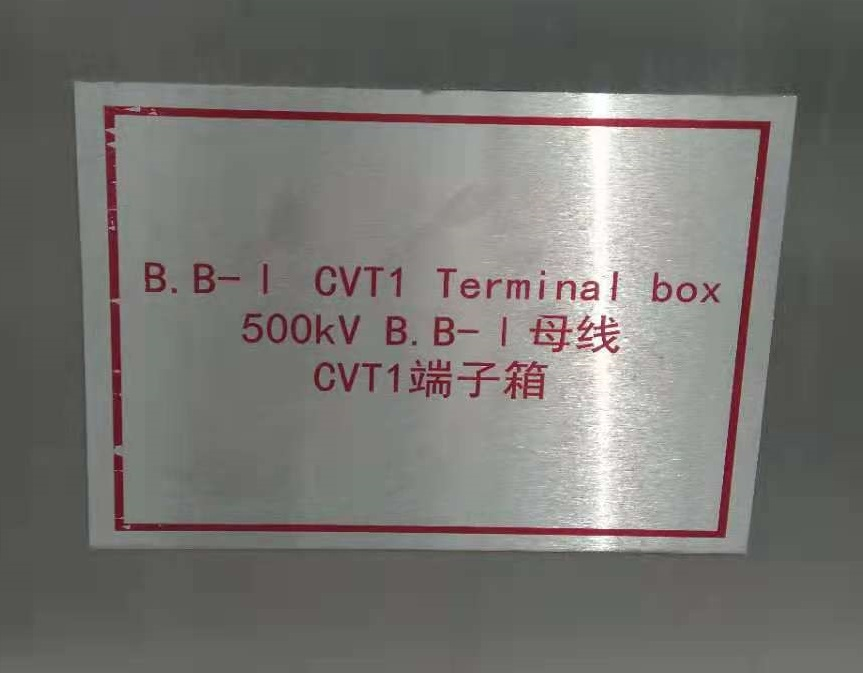 B.B-I CVT1 Terminal box
500kV B.B-I母线
CVT1端子箱